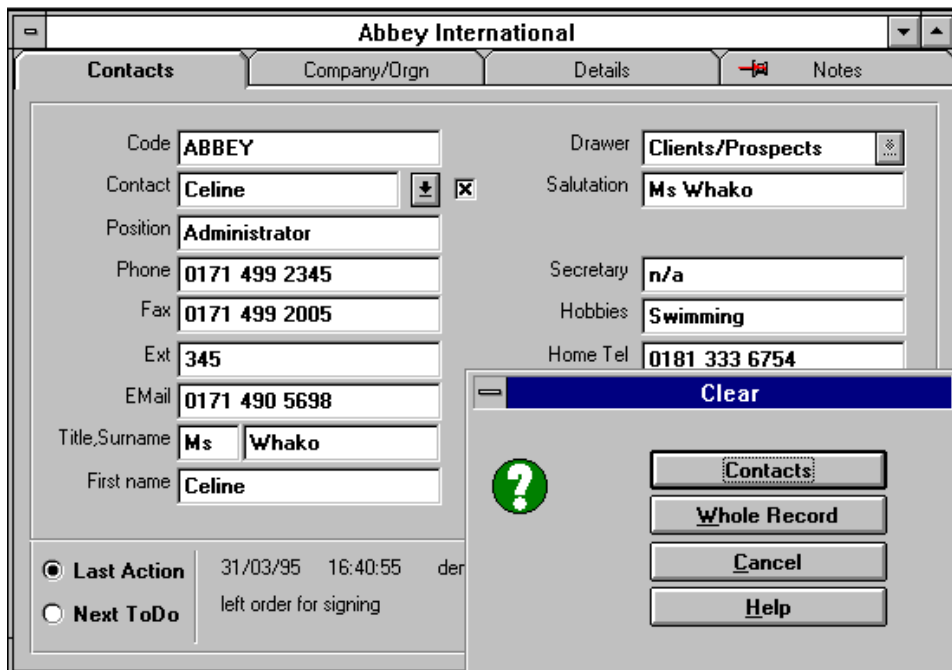 Abbey International
Contacts Company/Orgn Details Notes
Code ABBEY Drawer Clients/Prospects
Contact Celine Salutation Ms Whako
Position Administrator
Phone 0171 499 2345 Secretary n/a
Fax 0171 499 2005 Hobbies Swimming
Ext 345 Home Tel 0181 333 6754
EMail 0171 490 5698
Title,Surname Ms Whako
First name Celine
Clear
?
Contacts
Whole Record
Cancel
Help
Last Action 31/03/95 16:40:55
Next ToDo left order for signing